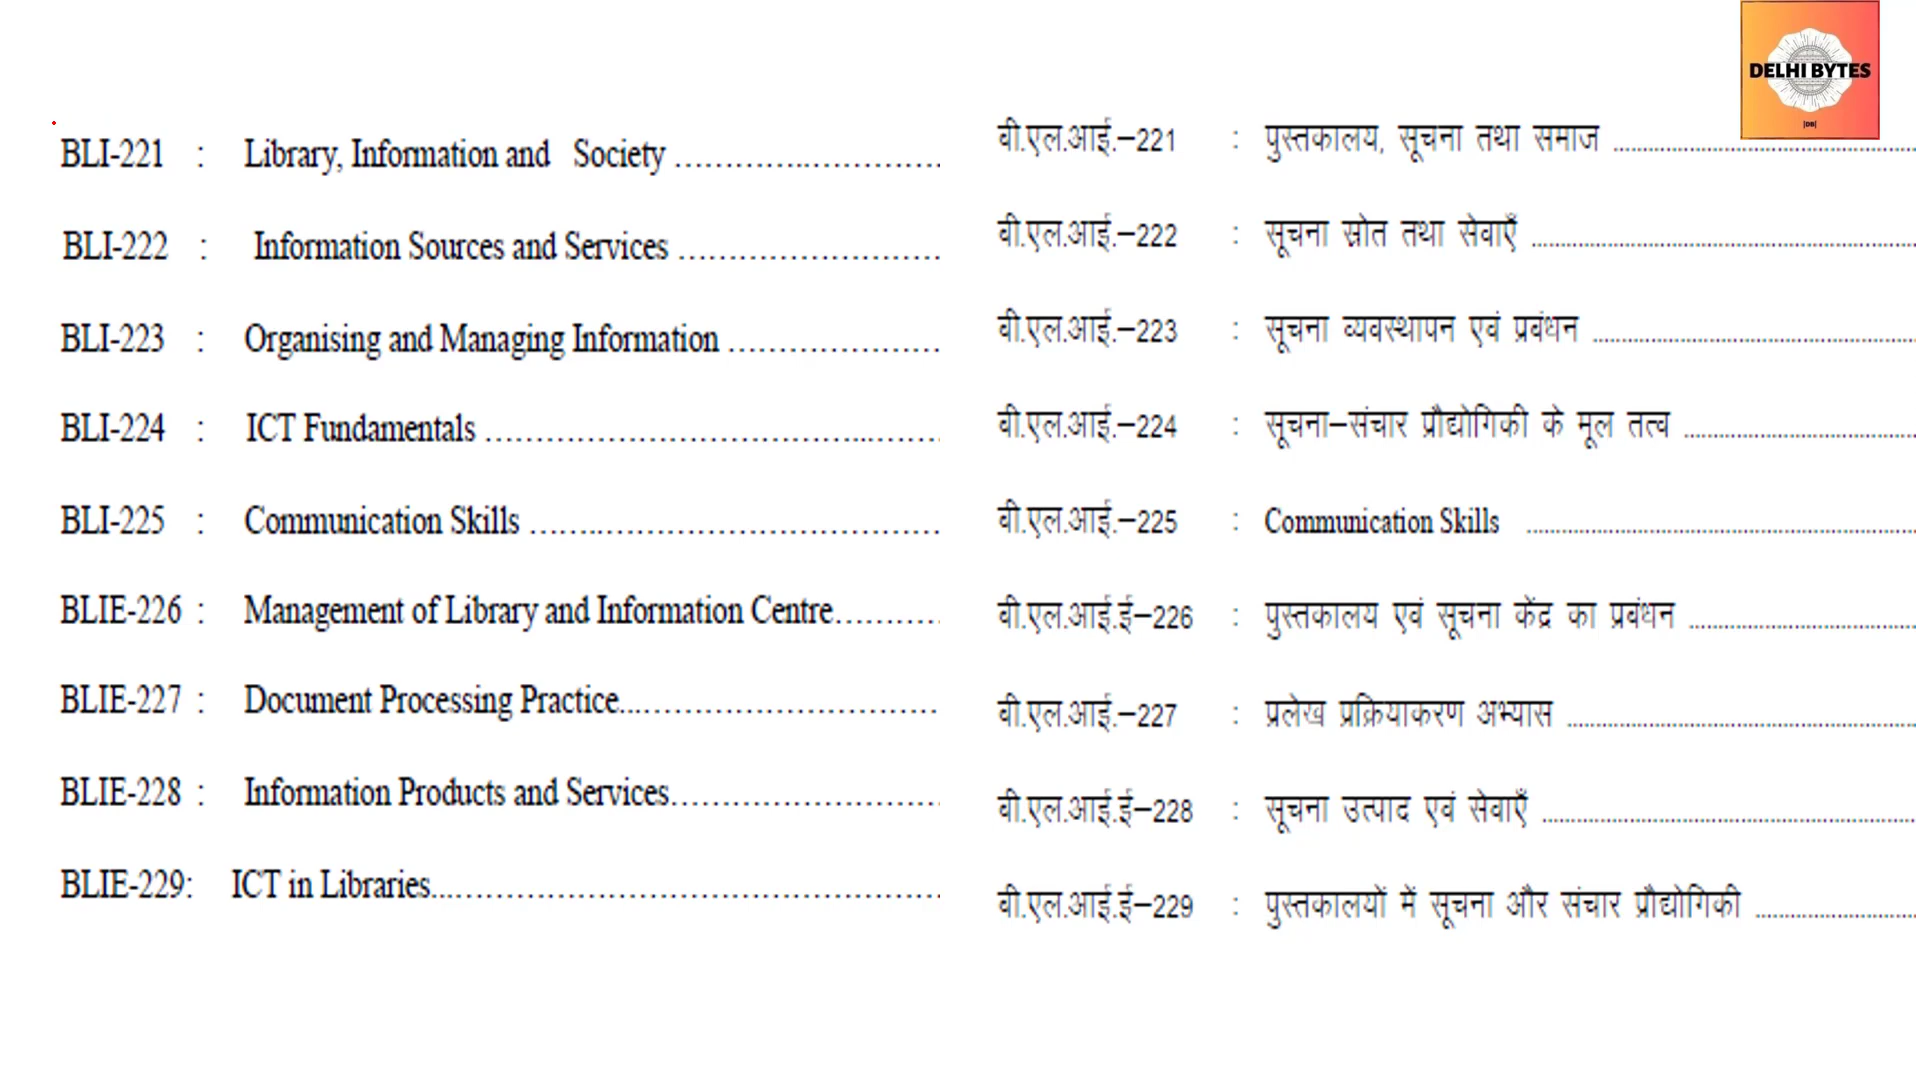 DELHI BYTES
|DB|
BLI-221 : Library, Information and Society ........................
BLI-222 : Information Sources and Services ........................
BLI-223 : Organising and Managing Information ........................
BLI-224 : ICT Fundamentals ........................
BLI-225 : Communication Skills ........................
BLIE-226 : Management of Library and Information Centre...........
BLIE-227 : Document Processing Practice........................
BLIE-228 : Information Products and Services........................
BLIE-229: ICT in Libraries........................
बी.एल.आई.–221 : पुस्तकालय, सूचना तथा समाज ........................
बी.एल.आई.–222 : सूचना स्रोत तथा सेवाएँ ........................
बी.एल.आई.–223 : सूचना व्यवस्थापन एवं प्रबंधन ........................
बी.एल.आई.–224 : सूचना–संचार प्रौद्योगिकी के मूल तत्व ........................
बी.एल.आई.–225 : Communication Skills ........................
बी.एल.आई.ई–226 : पुस्तकालय एवं सूचना केंद्र का प्रबंधन ........................
बी.एल.आई.–227 : प्रलेख प्रक्रियाकरण अभ्यास ........................
बी.एल.आई.ई–228 : सूचना उत्पाद एवं सेवाएँ ........................
बी.एल.आई.ई–229 : पुस्तकालयों में सूचना और संचार प्रौद्योगिकी ........................